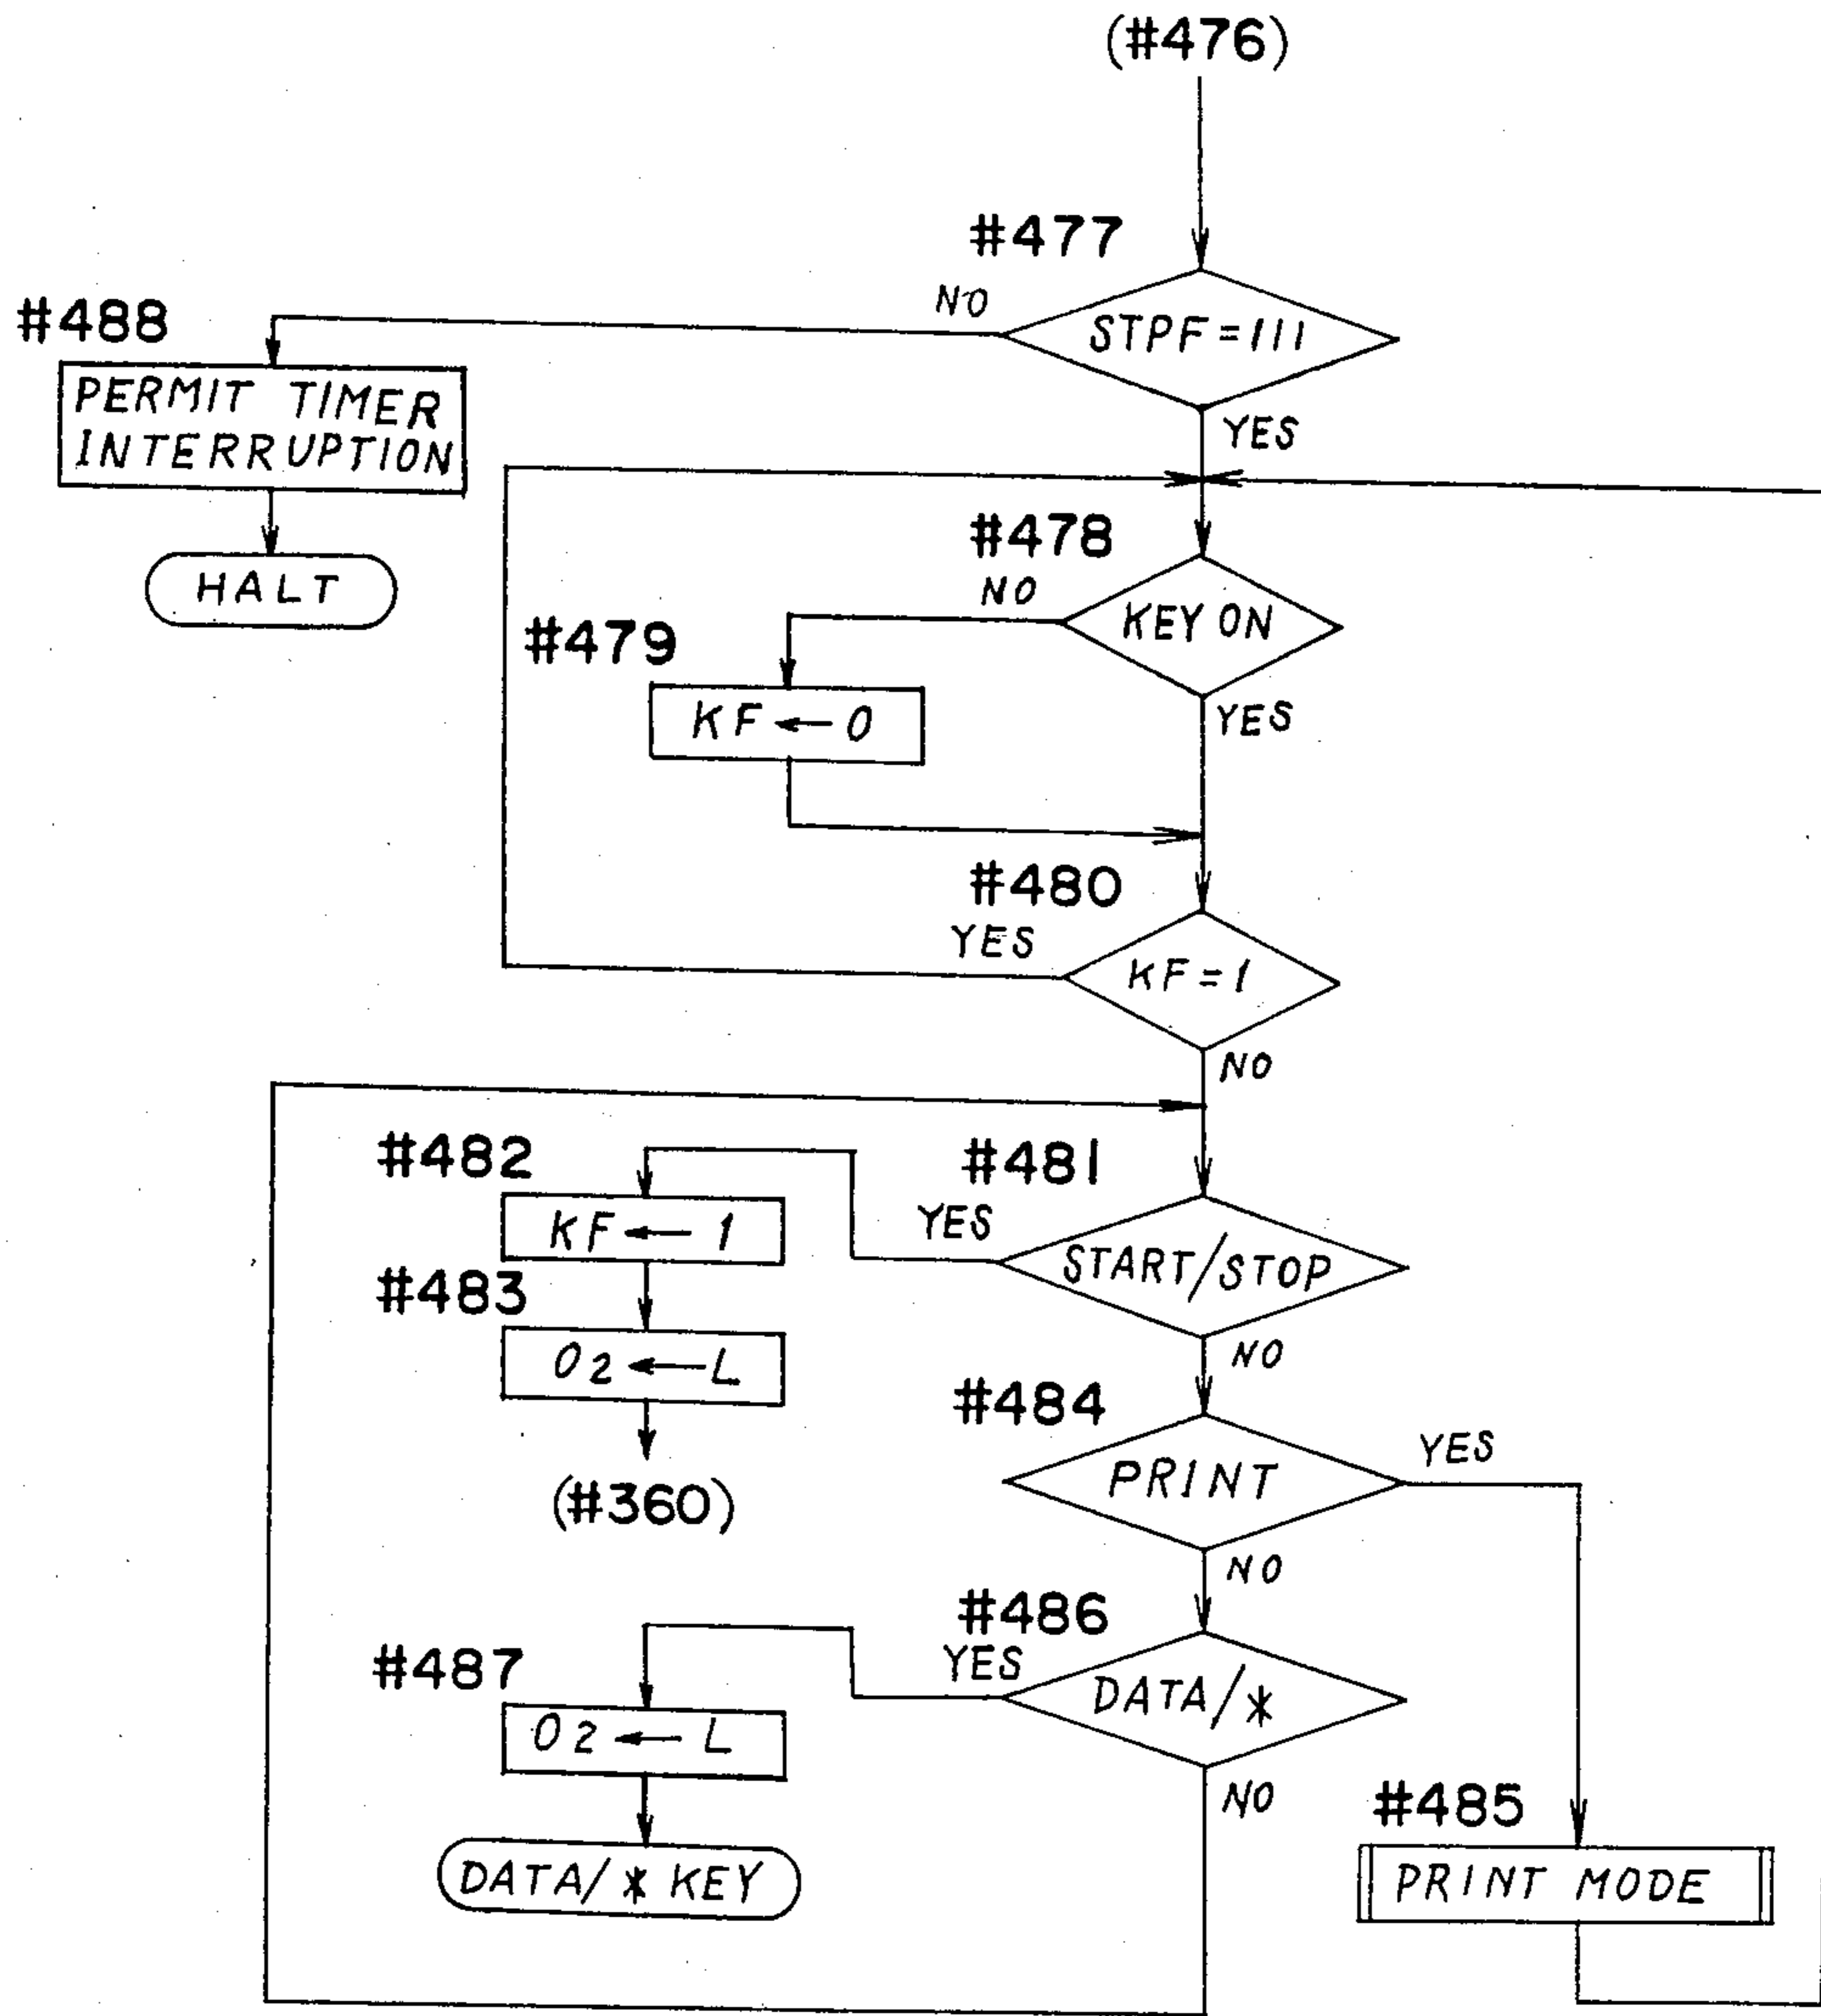 (#476)
#477
NO
STPF=111
YES
#488
PERMIT TIMER
INTERRUPTION
HALT
#478
NO
KEY ON
YES
#479
KF ← 0
#480
YES
KF=1
NO
#482
KF ← 1
#481
YES
START/STOP
NO
#483
O2 ← L
(#360)
#484
PRINT
YES
NO
#486
YES
DATA/*
NO
#487
O2 ← L
DATA/* KEY
#485
PRINT MODE